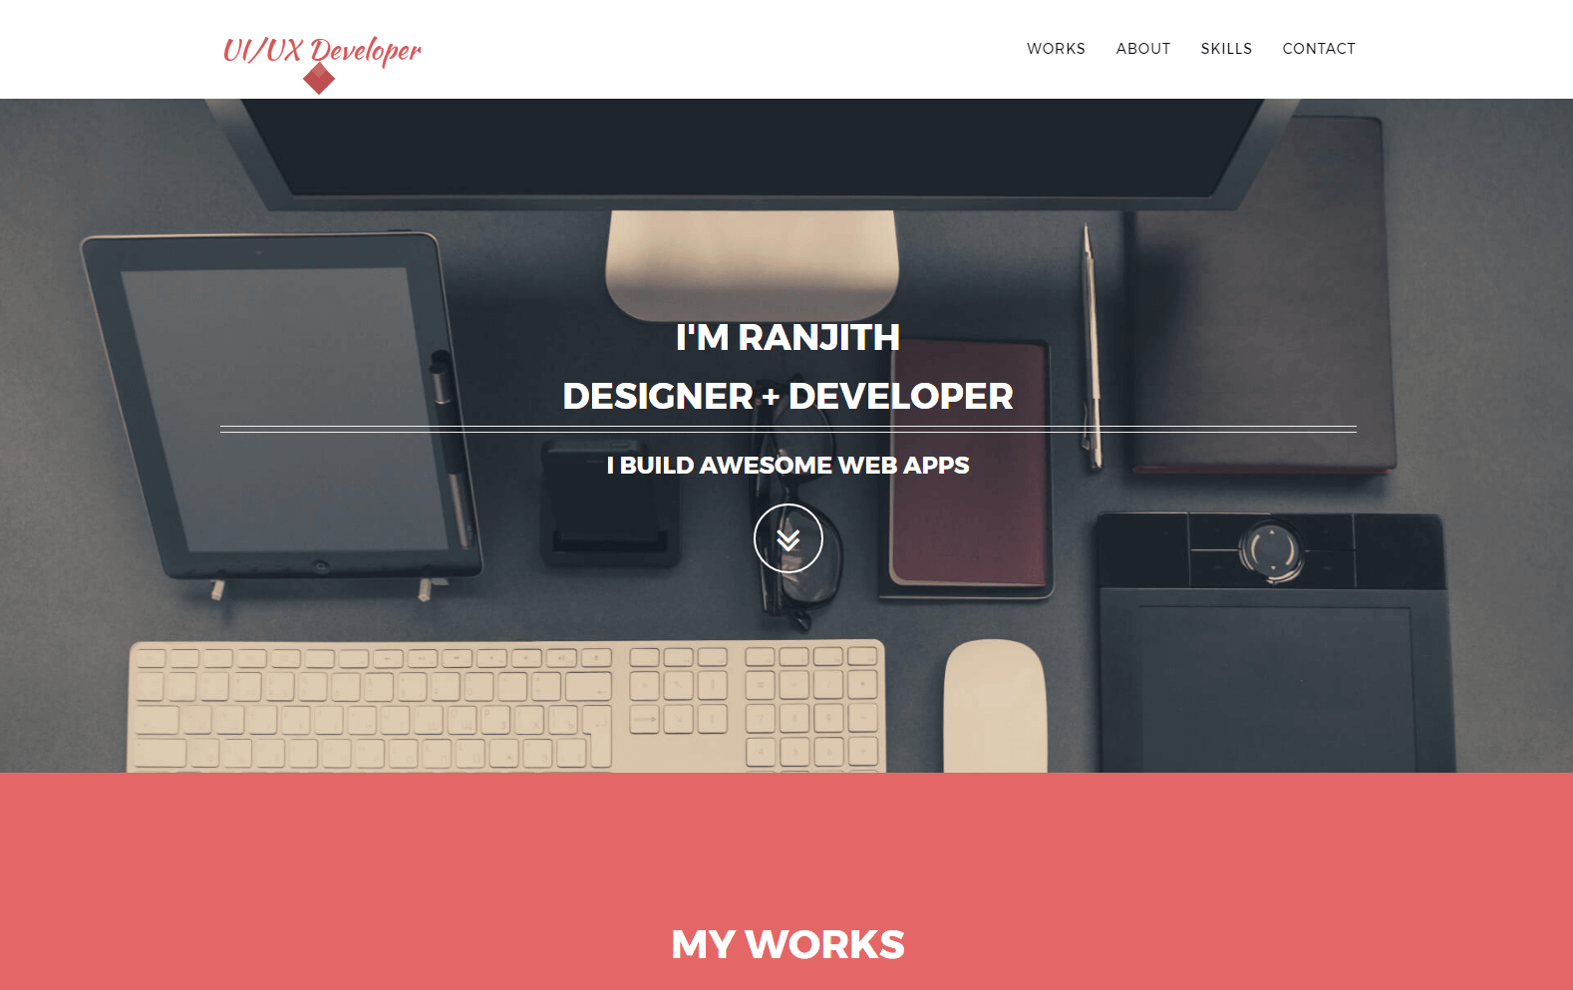 UI/UX Developer
WORKS ABOUT SKILLS CONTACT
I'M RANJITH
DESIGNER + DEVELOPER
I BUILD AWESOME WEB APPS
MY WORKS